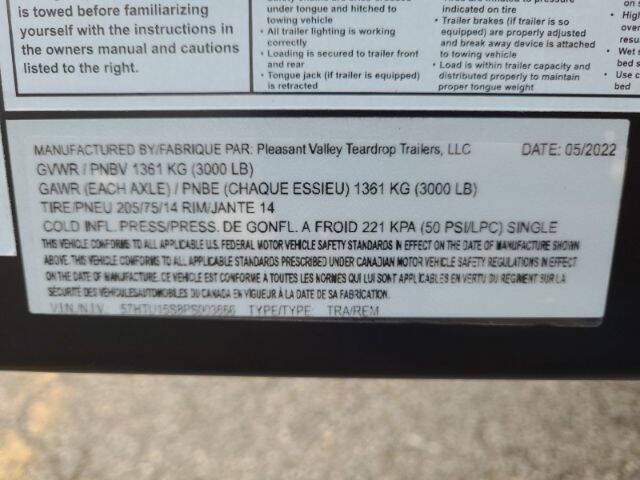 is towed before familiarizing
yourself with the instructions in
the owners manual and cautions
listed to the right.
tongue and hitched to
towing vehicle
• All trailer lighting is working
correctly
• Loading is secured to trailer front
and rear
• Tongue jack (if trailer is equipped)
is retracted
indicated on tire
• Trailer brakes (if trailer is so
equipped) are properly adjusted
and break away device is attached
to towing vehicle
• Load is within trailer capacity and
distributed properly to maintain
proper tongue weight
on s
• High
over
resu
• Wet s
bed s
• Use c
bed
MANUFACTURED BY/FABRIQUE PAR: Pleasant Valley Teardrop Trailers, LLC DATE: 05/2022
GVWR / PNBV 1361 KG (3000 LB)
GAWR (EACH AXLE) / PNBE (CHAQUE ESSIEU) 1361 KG (3000 LB)
TIRE/PNEU 205/75/14 RIM/JANTE 14
COLD INFL. PRESS/PRESS. DE GONFL. A FROID 221 KPA (50 PSI/LPC) SINGLE
THIS VEHICLE CONFORMS TO ALL APPLICABLE U.S. FEDERAL MOTOR VEHICLE SAFETY STANDARDS IN EFFECT ON THE DATE OF MANUFACTURE SHOWN
ABOVE. THIS VEHICLE CONFORMS TO ALL APPLICABLE STANDARDS PRESCRIBED UNDER CANADIAN MOTOR VEHICLE SAFETY REGULATIONS IN EFFECT
ON THE DATE OF MANUFACTURE. CE VEHICLE EST CONFORME A TOUTES LES NORMES QUI LUI SONT APPLICABLES EN VERTU DU REGIMENT SUR LA
SÉCURITÉ DES VEHICULESAUTOMOBILES DU CANADA EN VIGUEUR À LA DATE DE SA FABRICATION.
VIN/NIV TYPE/TYPE: TRA/REM